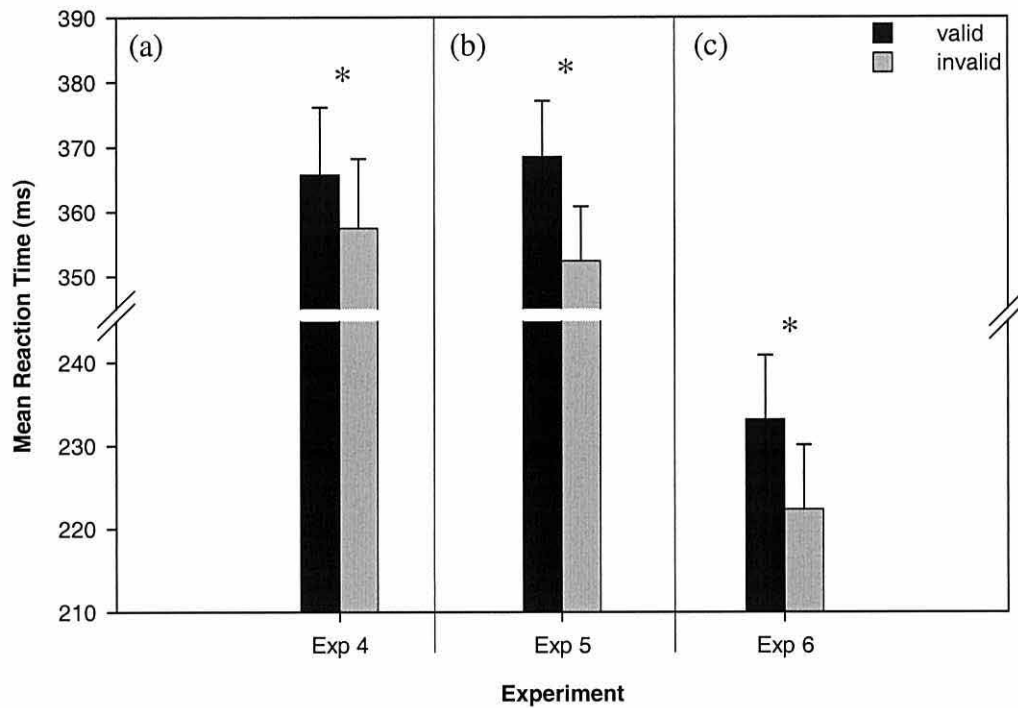 390
380
370
360
350
240
230
220
210
Mean Reaction Time (ms)
(a)
(b)
(c)
valid
invalid
*
*
*
Exp 4
Exp 5
Exp 6
Experiment